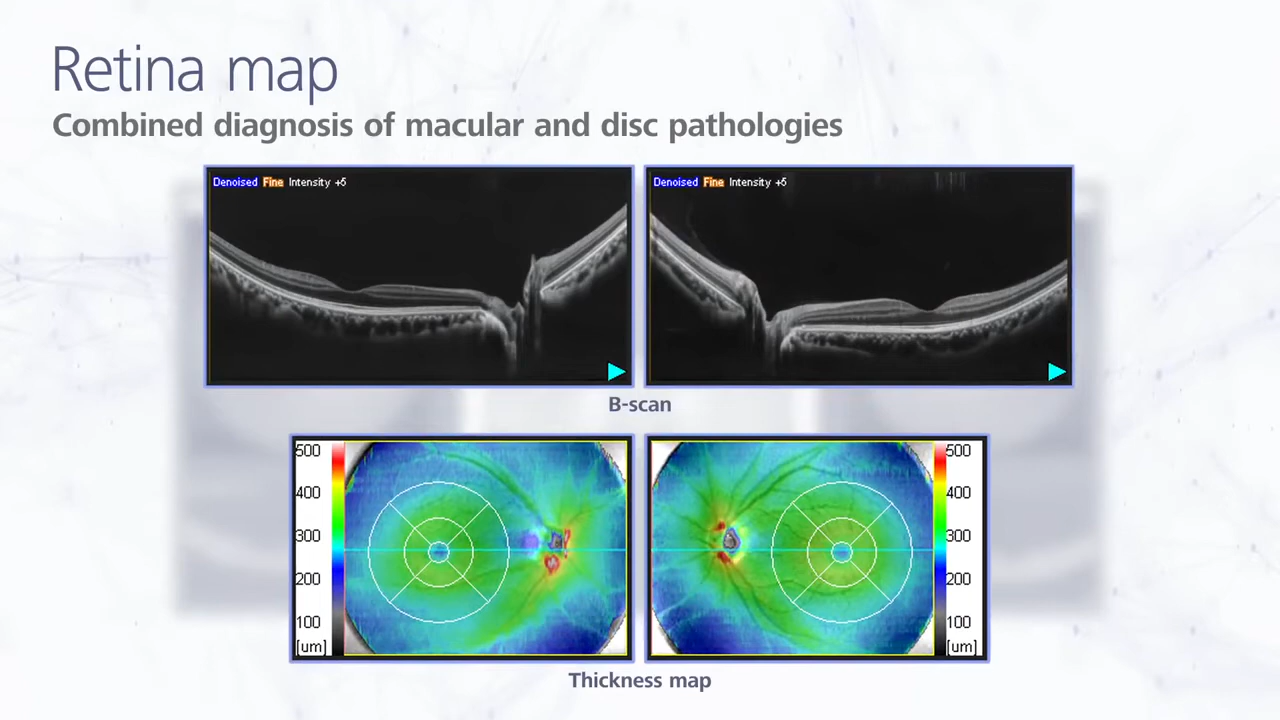 Retina map
Combined diagnosis of macular and disc pathologies
Denoised Fine Intensity +5
Denoised Fine Intensity +5
B-scan
500
400
300
200
100
[um]
500
400
300
200
100
[um]
Thickness map